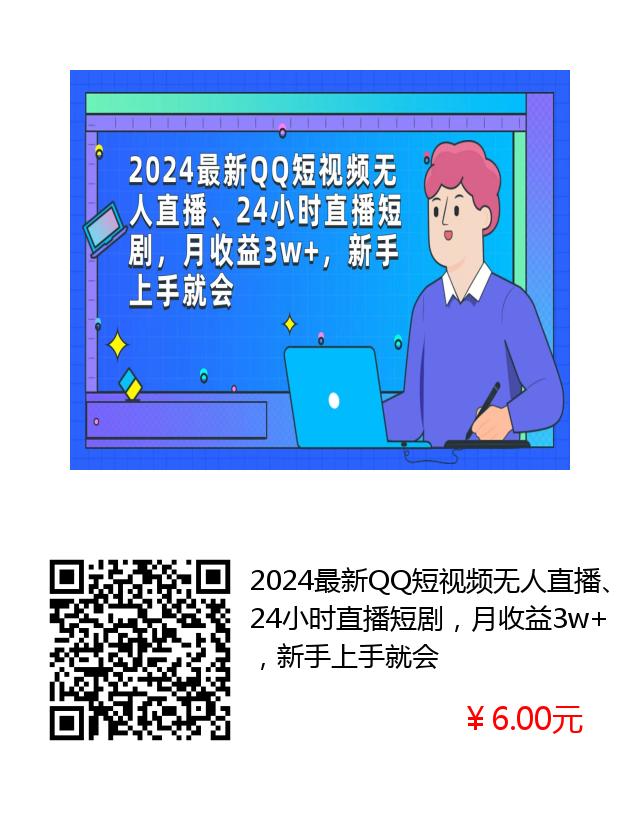 2024最新QQ短视频无
人直播、24小时直播短
剧，月收益3w+，新手
上手就会
2024最新QQ短视频无人直播、
24小时直播短剧，月收益3w+
，新手上手就会
￥6.00元